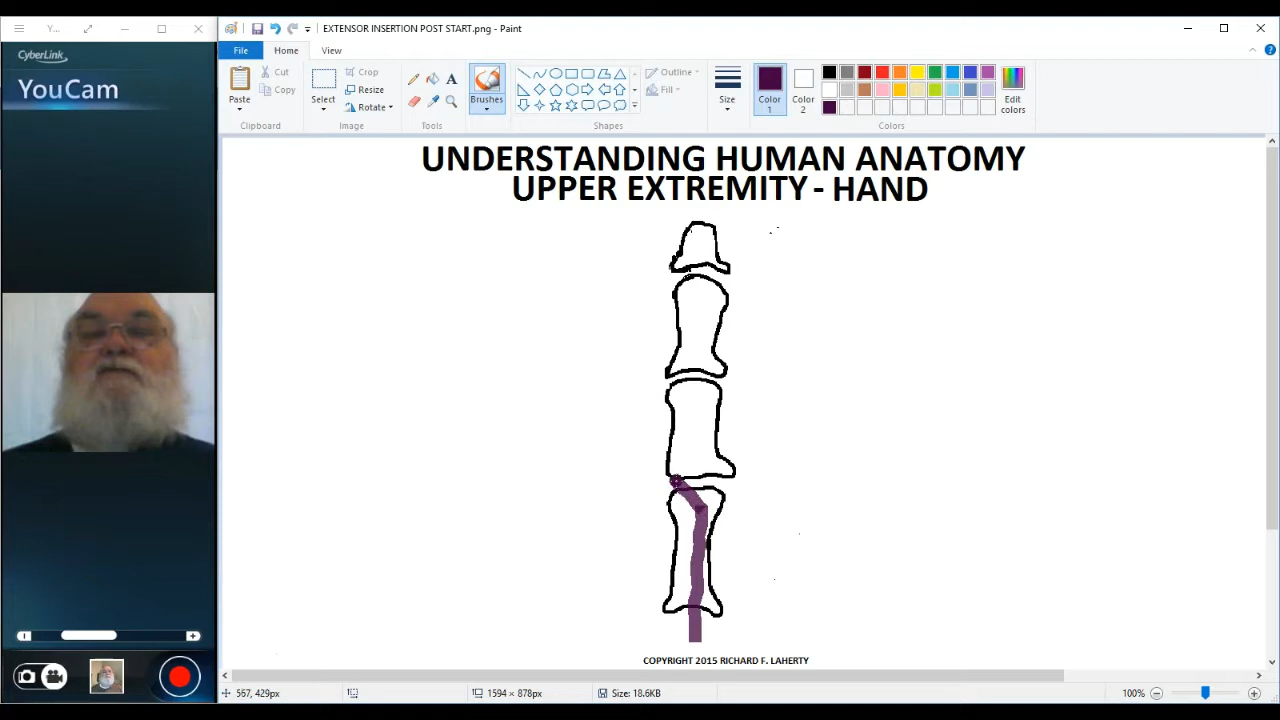 Y...
EXTENSOR INSERTION POST START.png - Paint
CyberLink
YouCam
File
Home
View
Paste
Cut
Copy
Clipboard
Select
Crop
Resize
Rotate
Image
A
Tools
Brushes
Shapes
Outline
Fill
Size
Color
1
Color
2
Edit
colors
Colors
UNDERSTANDING HUMAN ANATOMY
UPPER EXTREMITY - HAND
COPYRIGHT 2015 RICHARD F. LAHERTY
567, 429px
1594 × 878px
Size: 18.6KB
100%